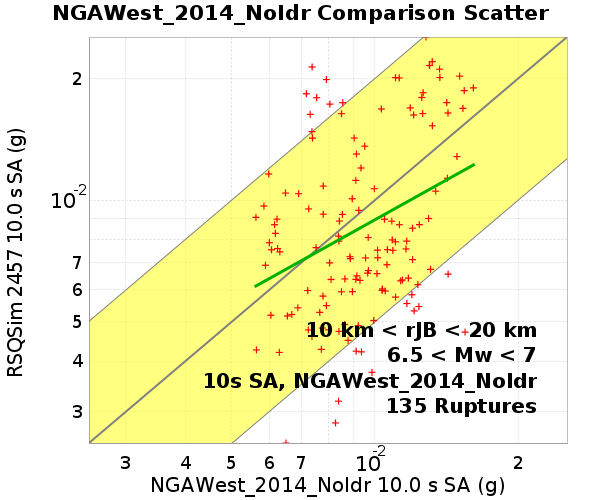 NGAWest_2014_NoIdr Comparison Scatter
RSQSim 2457 10.0 s SA (g)
2
10-2
7
6
5
4
3
10 km < rJB < 20 km
6.5 < Mw < 7
10s SA, NGAWest_2014_NoIdr
135 Ruptures
3 4 5 6 7 10-2 2
NGAWest_2014_NoIdr 10.0 s SA (g)